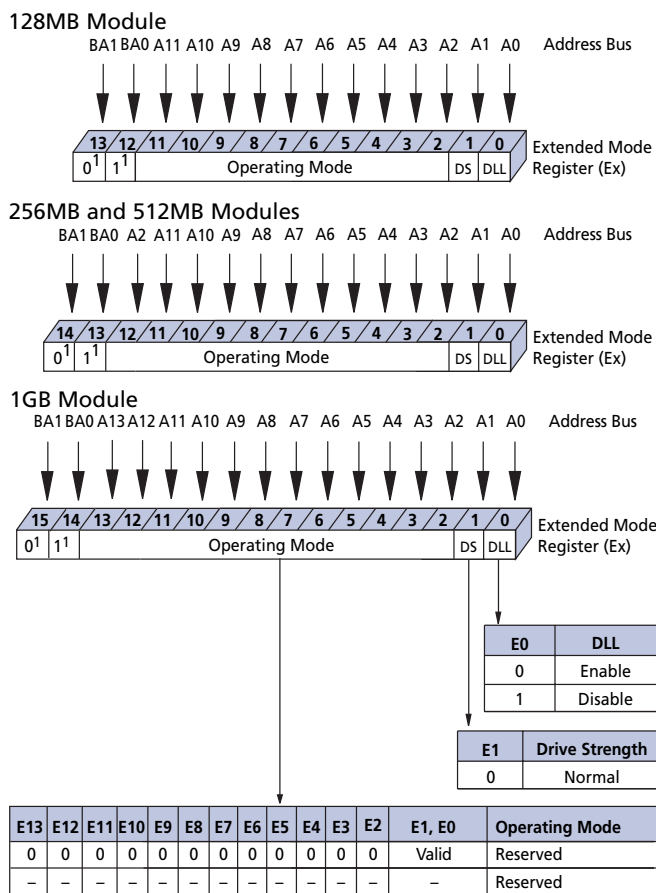 128MB Module
BA1 BA0 A11 A10 A9 A8 A7 A6 A5 A4 A3 A2 A1 A0 Address Bus
13 12 11 10 9 8 7 6 5 4 3 2 1 0 Extended Mode
0¹ 1¹ Operating Mode DS DLL Register (Ex)
256MB and 512MB Modules
BA1 BA0 A2 A11 A10 A9 A8 A7 A6 A5 A4 A3 A2 A1 A0 Address Bus
14 13 12 11 10 9 8 7 6 5 4 3 2 1 0 Extended Mode
0¹ 1¹ Operating Mode DS DLL Register (Ex)
1GB Module
BA1 BA0 A13 A12 A11 A10 A9 A8 A7 A6 A5 A4 A3 A2 A1 A0 Address Bus
15 14 13 12 11 10 9 8 7 6 5 4 3 2 1 0 Extended Mode
0¹ 1¹ Operating Mode DS DLL Register (Ex)
E0 DLL
0 Enable
1 Disable
E1 Drive Strength
0 Normal
E13 E12 E11 E10 E9 E8 E7 E6 E5 E4 E3 E2 E1, E0 Operating Mode
0 0 0 0 0 0 0 0 0 0 0 0 Valid Reserved
– – – – – – – – – – – – – Reserved